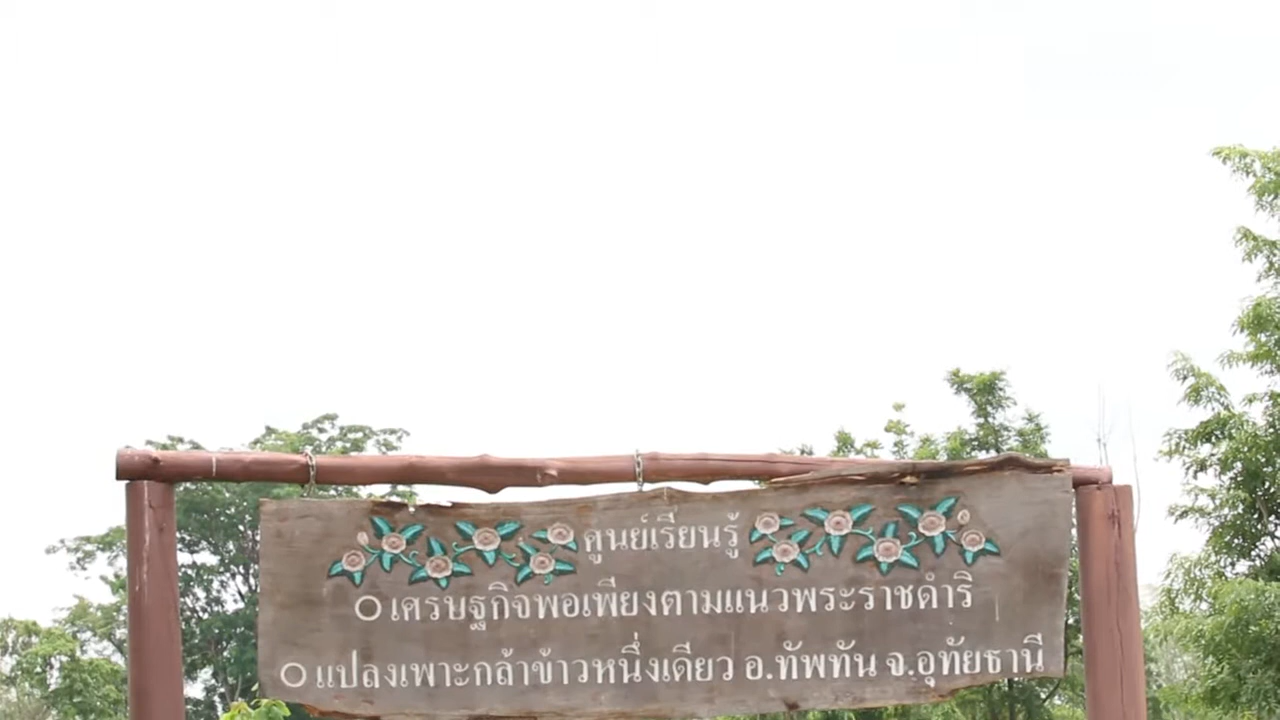 ศูนย์เรียนรู้
๐ เศรษฐกิจพอเพียงตามแนวพระราชดำริ
๐ แปลงเพาะกล้าข้าวหนึ่งเดียว อ.ทัพทัน จ.อุทัยธานี